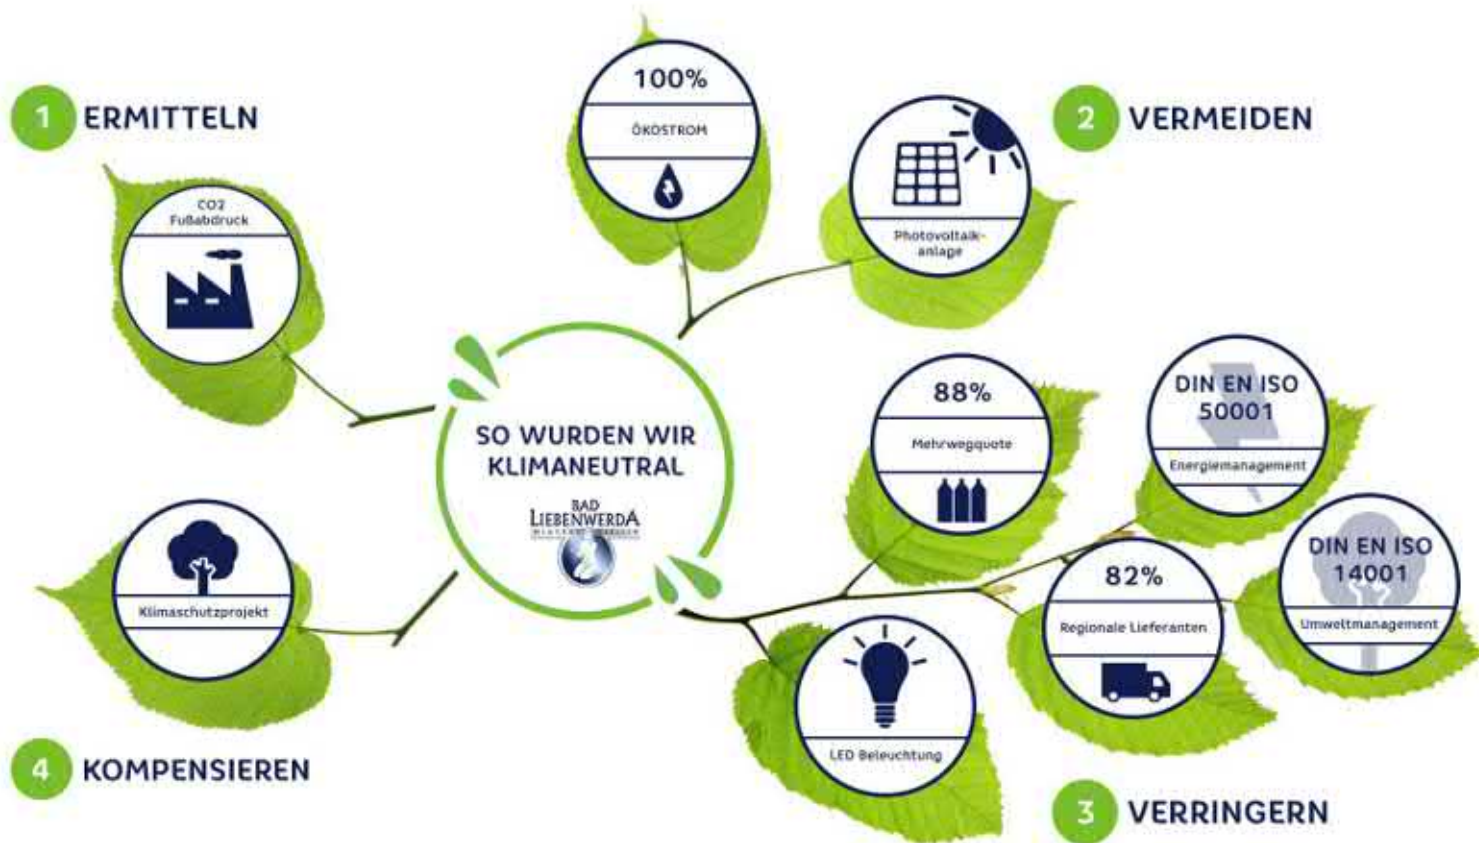 1 ERMITTELN
CO2
Fußabdruck
100%
ÖKOSTROM
2 VERMEIDEN
Photovoltaik-
anlage
SO WURDEN WIR
KLIMANEUTRAL
BAD
LIEBENWERDA
88%
Mehrwegquote
DIN EN ISO
50001
Energiemanagement
82%
Regionale Lieferanten
DIN EN ISO
14001
Umweltmanagement
LED Beleuchtung
3 VERRINGERN
Klimaschutzprojekt
4 KOMPENSIEREN